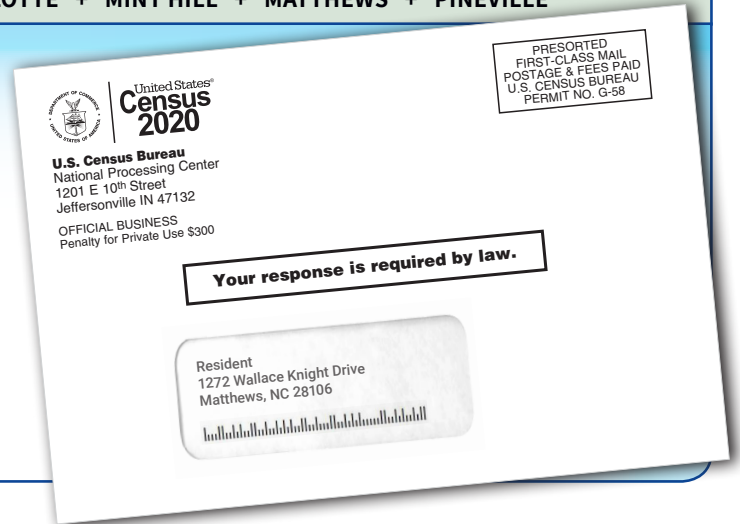 + MINT HILL + MATTHEWS + PINEVILLE
DEPARTMENT OF COMMERCE
UNITED STATES OF AMERICA
United States®
Census
2020
U.S. Census Bureau
National Processing Center
1201 E 10th Street
Jeffersonville IN 47132
OFFICIAL BUSINESS
Penalty for Private Use $300
PRESORTED
FIRST-CLASS MAIL
POSTAGE & FEES PAID
U.S. CENSUS BUREAU
PERMIT NO. G-58
Your response is required by law.
Resident
1272 Wallace Knight Drive
Matthews, NC 28106